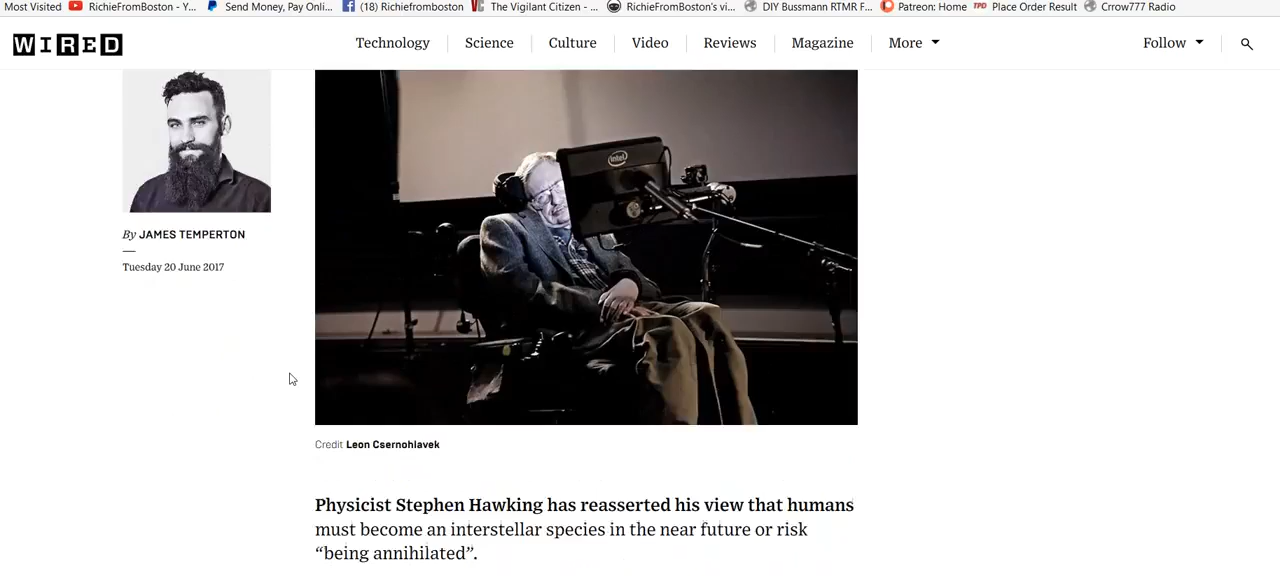 Most Visited RichieFromBoston - Y... Send Money, Pay Onli... (18) Richiefromboston The Vigilant Citizen - ... RichieFromBoston's vi... DIY Bussmann RTMR F... Patreon: Home TPD Place Order Result Crrow777 Radio
WIRED Technology Science Culture Video Reviews Magazine More Follow
intel
By JAMES TEMPERTON
Tuesday 20 June 2017
Credit Leon Csernohlavek
Physicist Stephen Hawking has reasserted his view that humans
must become an interstellar species in the near future or risk
“being annihilated”.